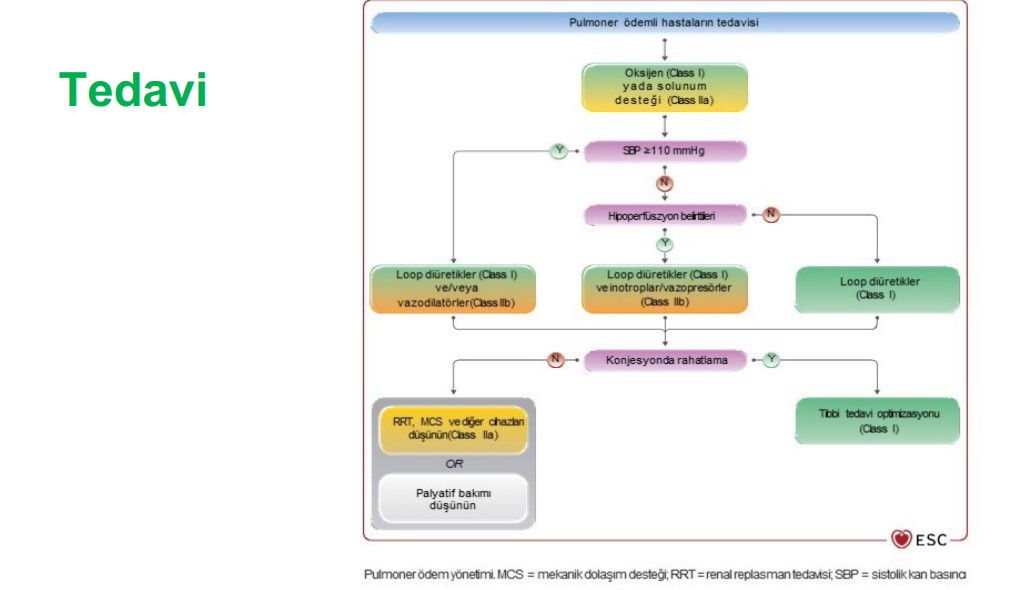 Tedavi
Pulmoner ödemli hastaların tedavisi
Oksijen (Class I)
yada solunum
desteği (Class IIa)
Y
SBP ≥110 mmHg
N
Hipoperfüszyon belirttileri
N
Y
Loop diüretikler (Class I)
ve/veya
vazodilatörler(Class IIb)
Loop diüretikler (Class I)
ve inotroplar/vazopresörler
(Class IIb)
Loop diüretikler
(Class I)
N
Konjesyonda rahatlama
Y
RRT, MCS ve diğer cihazları
düşünün(Class IIa)
OR
Palyatif bakımı
düşünün
Tıbbi tedavi optimizasyonu
(Class I)
ESC
Pulmoner ödem yönetimi. MCS = mekanik dolaşım desteği; RRT = renal replasman tedavisi; SBP = sistolik kan basıncı